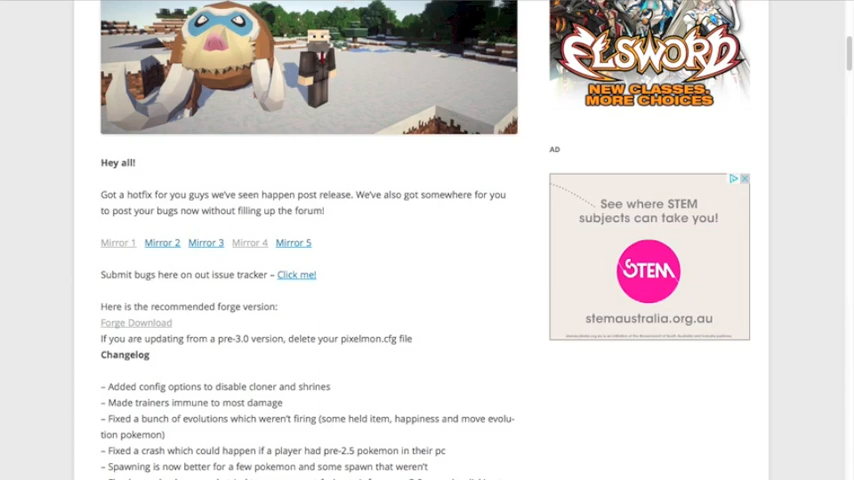 ELSWORD
NEW CLASSES.
MORE CHOICES
Hey all!
Got a hotfix for you guys we've seen happen post release. We've also got somewhere for you
to post your bugs now without filling up the forum!
Mirror 1 Mirror 2 Mirror 3 Mirror 4 Mirror 5
Submit bugs here on out issue tracker – Click me!
Here is the recommended forge version:
Forge Download
If you are updating from a pre-3.0 version, delete your pixelmon.cfg file
Changelog
– Added config options to disable cloner and shrines
– Made trainers immune to most damage
– Fixed a bunch of evolutions which weren't firing (some held item, happiness and move evolu-
tion pokemon)
– Fixed a crash which could happen if a player had pre-2.5 pokemon in their pc
– Spawning is now better for a few pokemon and some spawn that weren't
AD
See where STEM
subjects can take you!
STEM
stemaustralia.org.au